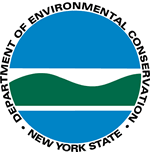 DEPARTMENT OF ENVIRONMENTAL CONSERVATION
• NEW YORK STATE •